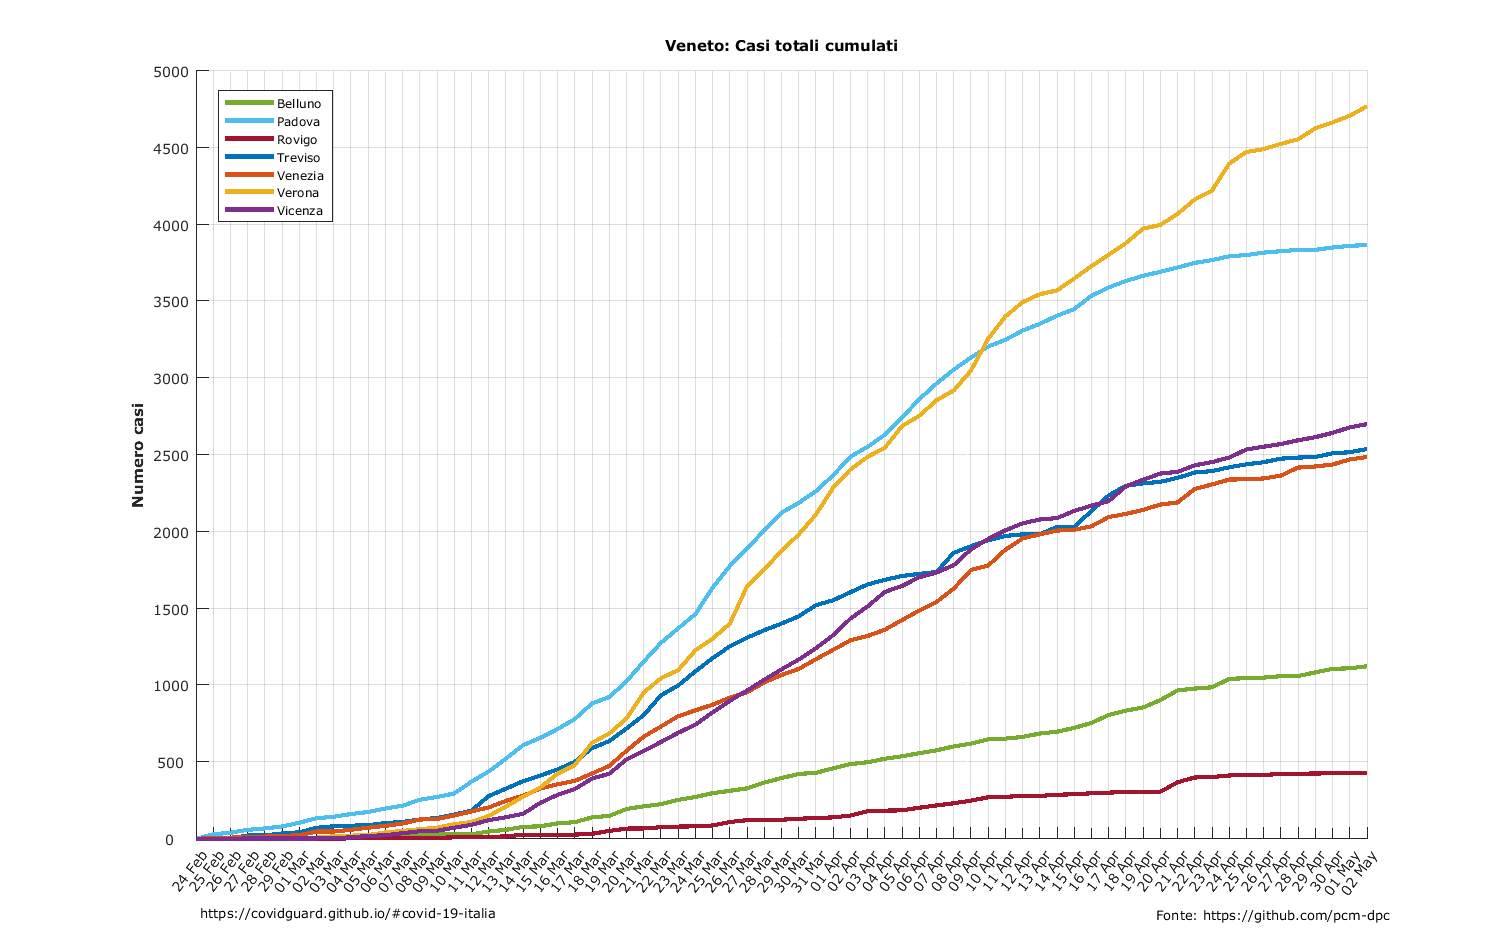 Veneto: Casi totali cumulati
5000
4500
4000
3500
3000
2500
2000
1500
1000
500
0
Numero casi
Belluno
Padova
Rovigo
Treviso
Venezia
Verona
Vicenza
24 Feb
25 Feb
26 Feb
27 Feb
28 Feb
29 Feb
01 Mar
02 Mar
03 Mar
04 Mar
05 Mar
06 Mar
07 Mar
08 Mar
09 Mar
10 Mar
11 Mar
12 Mar
13 Mar
14 Mar
15 Mar
16 Mar
17 Mar
18 Mar
19 Mar
20 Mar
21 Mar
22 Mar
23 Mar
24 Mar
25 Mar
26 Mar
27 Mar
28 Mar
29 Mar
30 Mar
31 Mar
01 Apr
02 Apr
03 Apr
04 Apr
05 Apr
06 Apr
07 Apr
08 Apr
09 Apr
10 Apr
11 Apr
12 Apr
13 Apr
14 Apr
15 Apr
16 Apr
17 Apr
18 Apr
19 Apr
20 Apr
21 Apr
22 Apr
23 Apr
24 Apr
25 Apr
26 Apr
27 Apr
28 Apr
29 Apr
30 Apr
01 May
02 May
https://covidguard.github.io/#covid-19-italia
Fonte: https://github.com/pcm-dpc